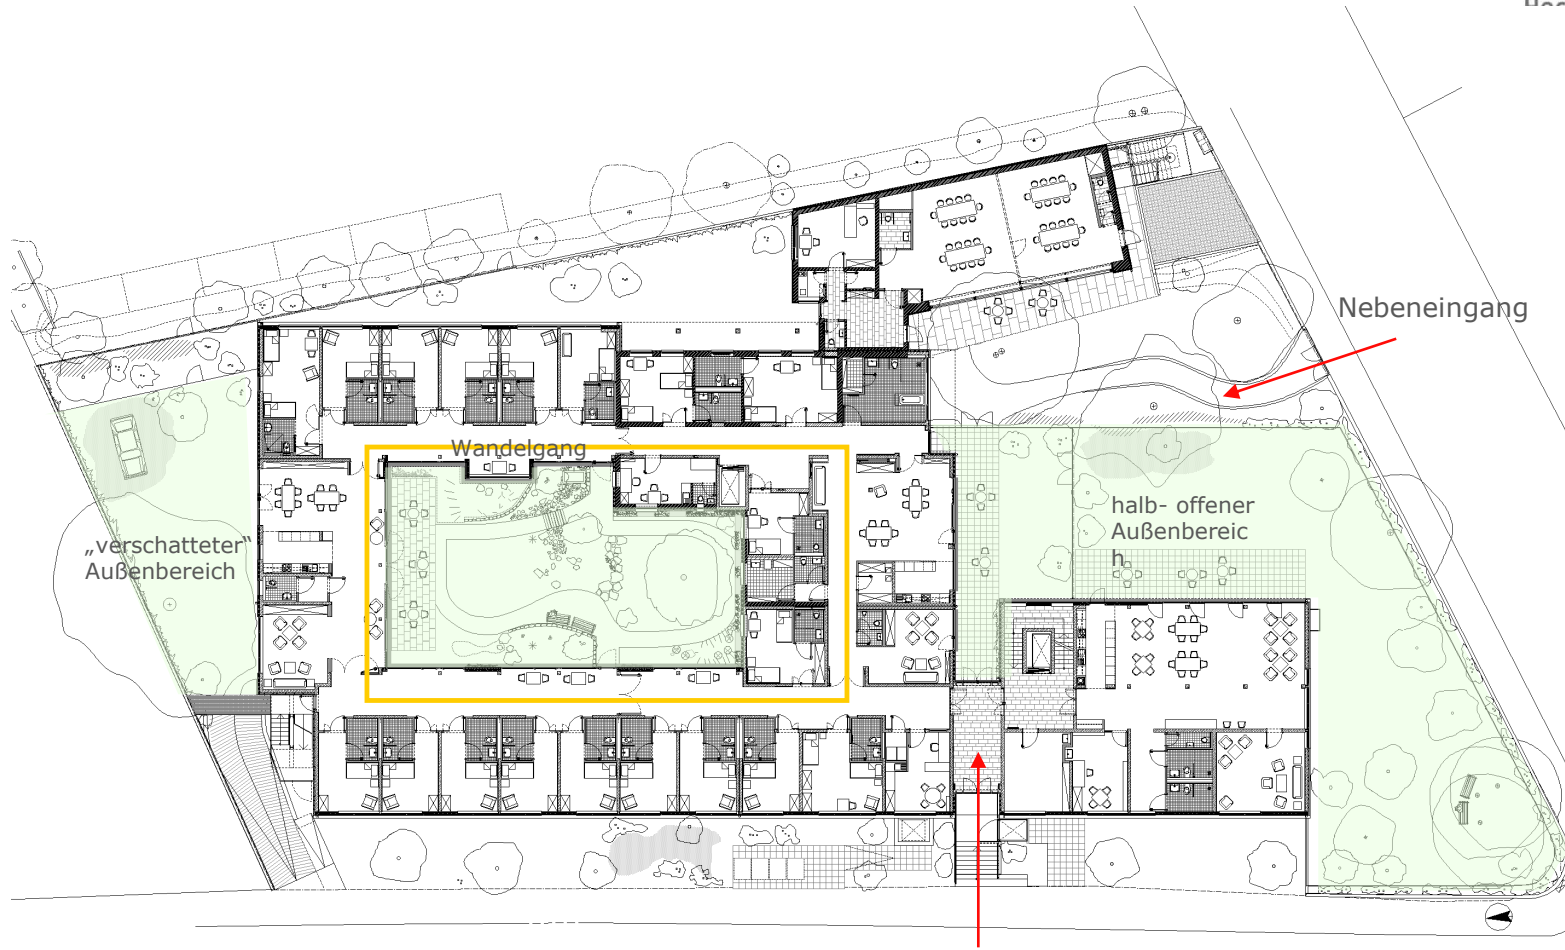 Nebeneingang
Wandelgang
halb- offener
Außenbereic
h
„verschatteter“
Außenbereich